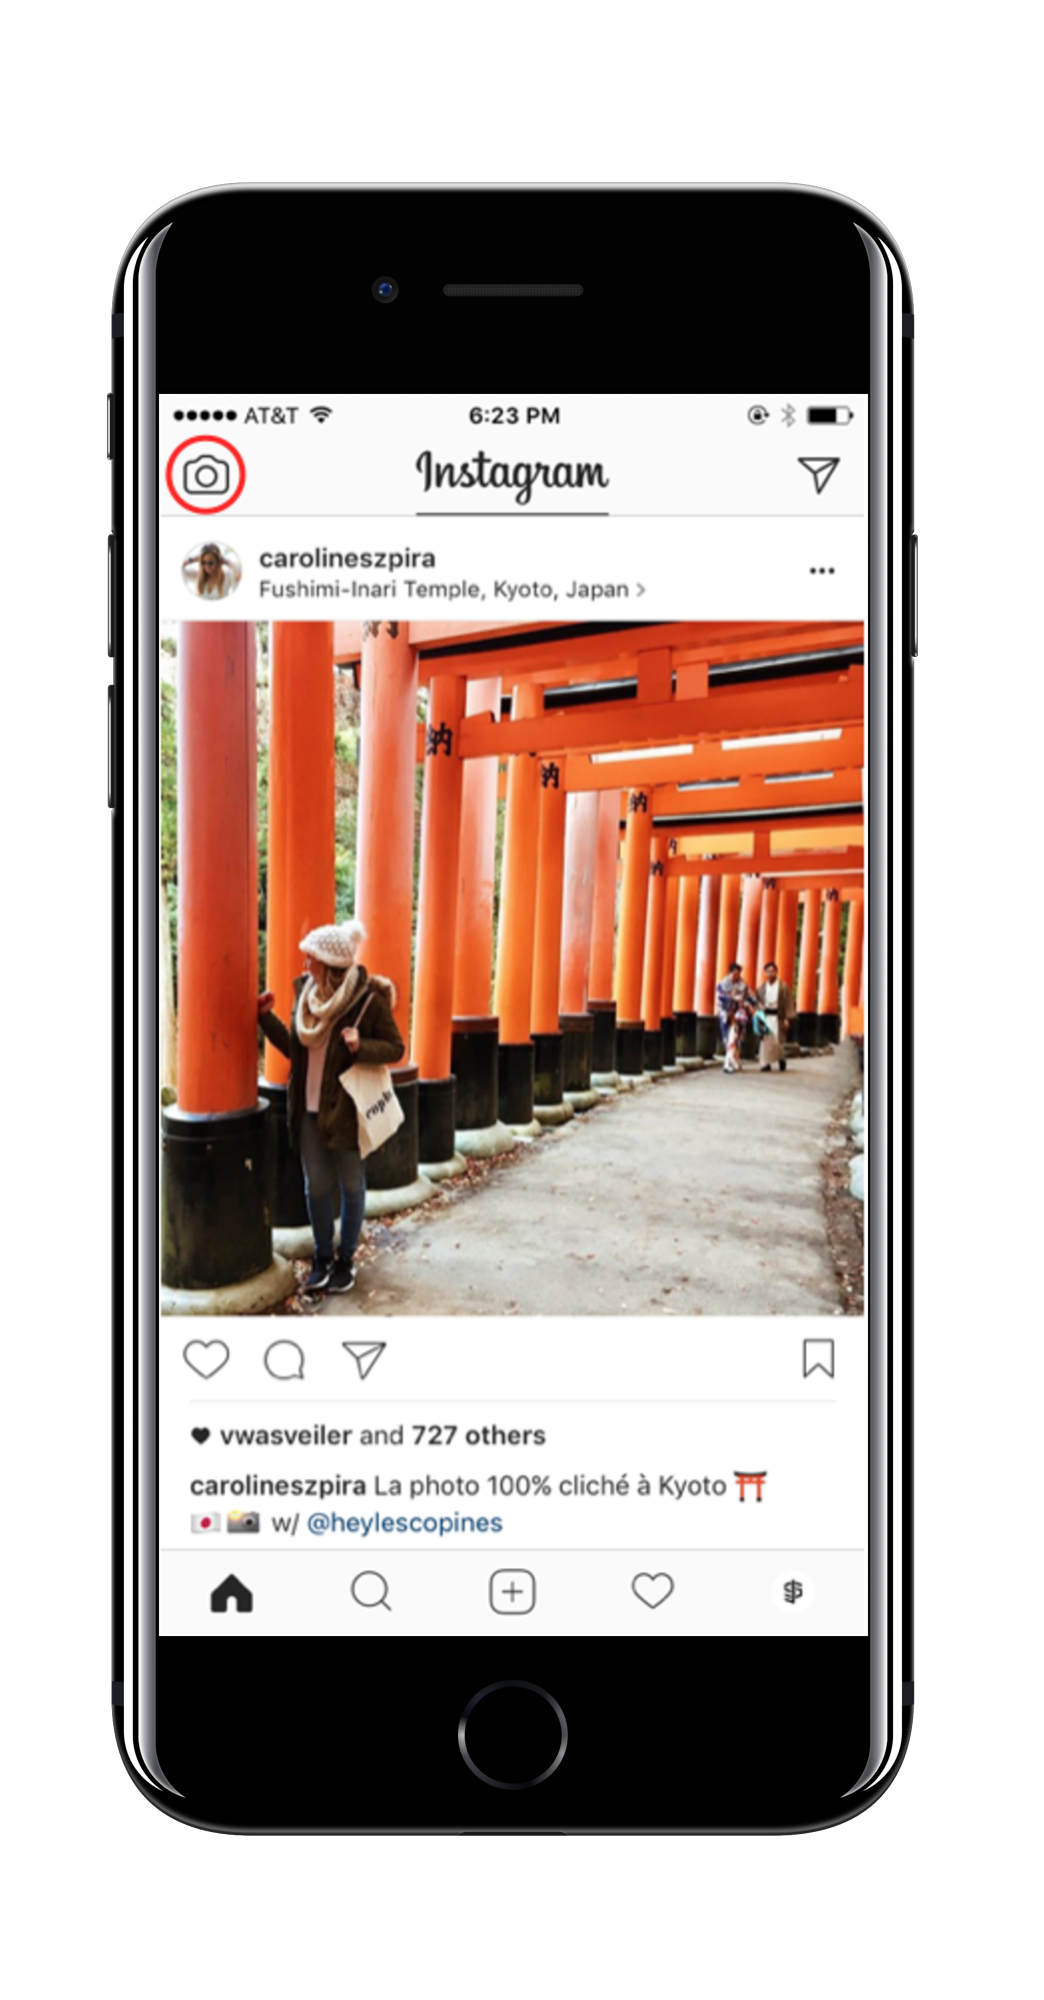 AT&T 6:23 PM
Instagram
carolineszpira
Fushimi-Inari Temple, Kyoto, Japan >
納
納
納
vwasveiler and 727 others
carolineszpira La photo 100% cliché à Kyoto ⛩
🇯🇵 📸 w/ @heylescopines